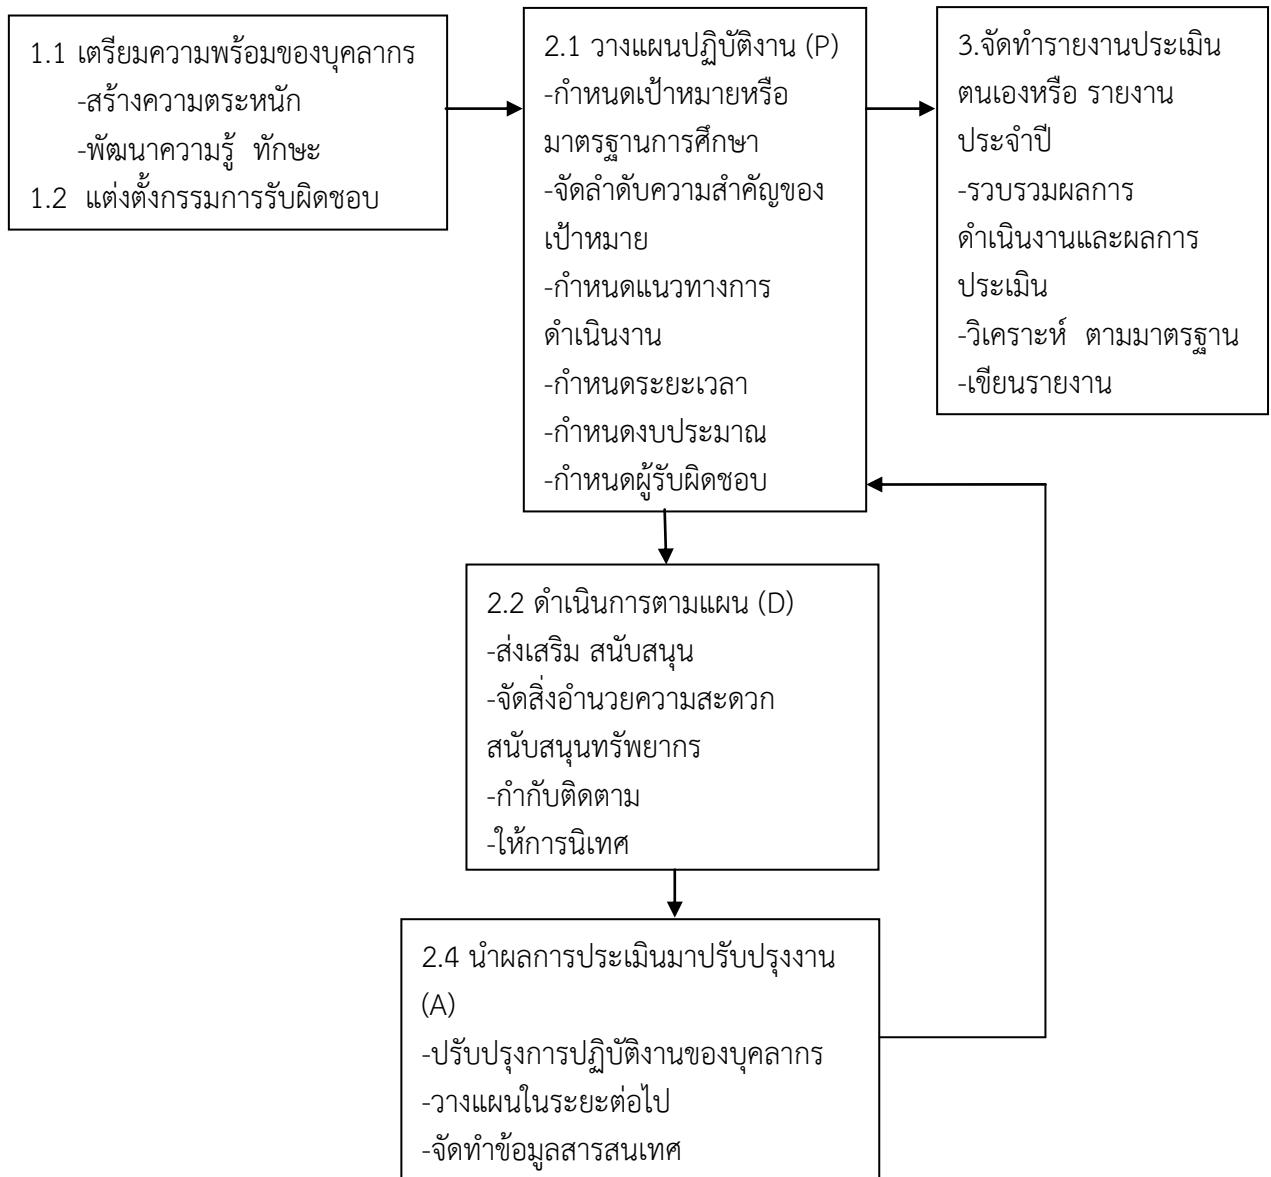 1.1 เตรียมความพร้อมของบุคลากร
-สร้างความตระหนัก
-พัฒนาความรู้ ทักษะ
1.2 แต่งตั้งกรรมการรับผิดชอบ
2.1 วางแผนปฏิบัติงาน (P)
-กำหนดเป้าหมายหรือ
มาตรฐานการศึกษา
-จัดลำดับความสำคัญของ
เป้าหมาย
-กำหนดแนวทางการ
ดำเนินงาน
-กำหนดระยะเวลา
-กำหนดงบประมาณ
-กำหนดผู้รับผิดชอบ
3.จัดทำรายงานประเมิน
ตนเองหรือ รายงาน
ประจำปี
-รวบรวมผลการ
ดำเนินงานและผลการ
ประเมิน
-วิเคราะห์ ตามมาตรฐาน
-เขียนรายงาน
2.2 ดำเนินการตามแผน (D)
-ส่งเสริม สนับสนุน
-จัดสิ่งอำนวยความสะดวก
สนับสนุนทรัพยากร
-กำกับติดตาม
-ให้การนิเทศ
2.4 นำผลการประเมินมาปรับปรุงงาน
(A)
-ปรับปรุงการปฏิบัติงานของบุคลากร
-วางแผนในระยะต่อไป
-จัดทำข้อมูลสารสนเทศ